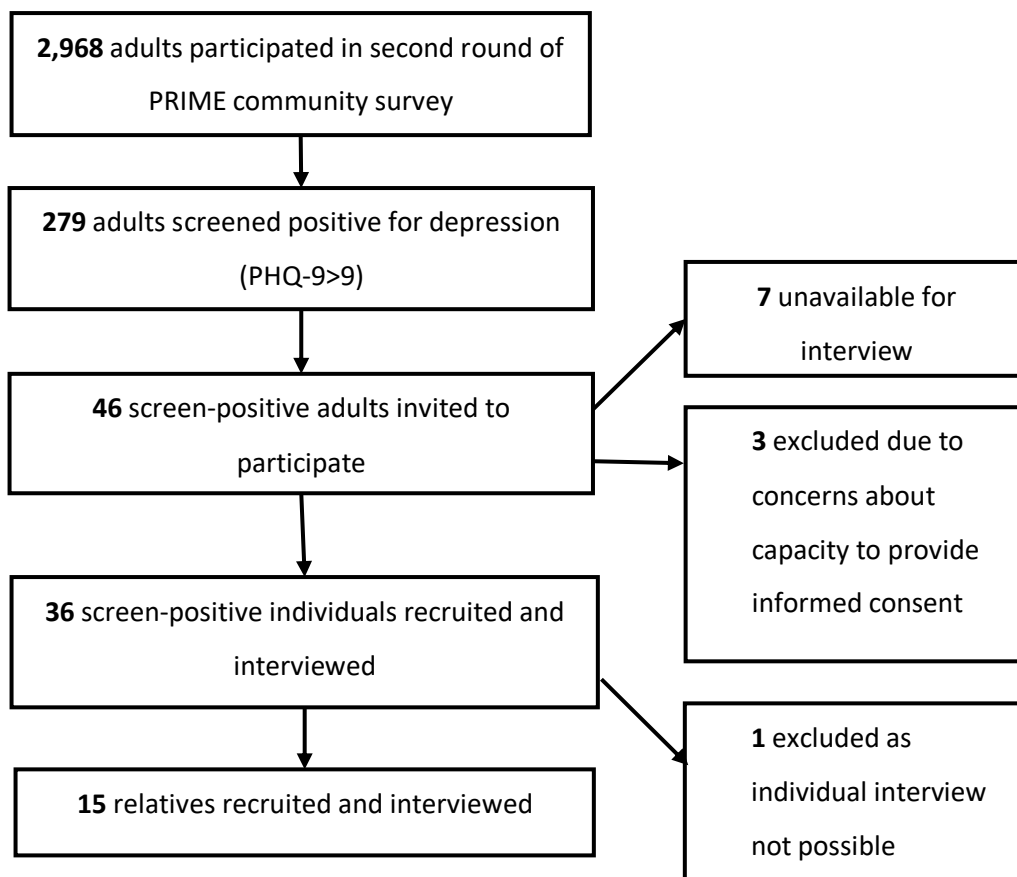 2,968 adults participated in second round of
PRIME community survey
279 adults screened positive for depression
(PHQ-9>9)
7 unavailable for
interview
46 screen-positive adults invited to
participate
3 excluded due to
concerns about
capacity to provide
informed consent
36 screen-positive individuals recruited and
interviewed
1 excluded as
individual interview
not possible
15 relatives recruited and interviewed